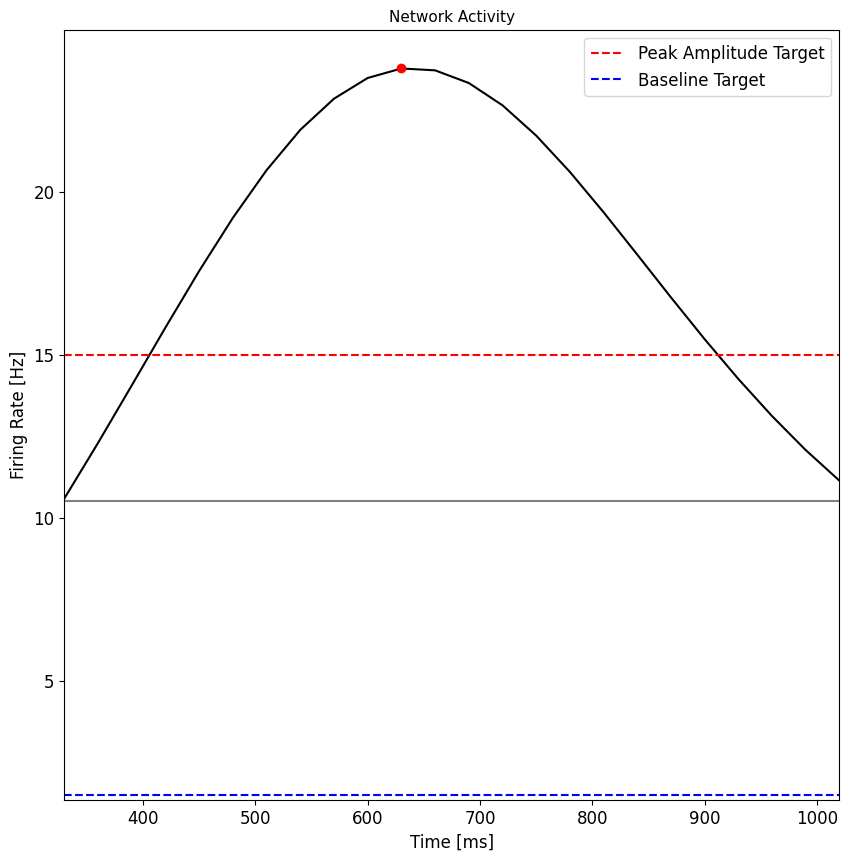 Network Activity
Peak Amplitude Target
Baseline Target
Firing Rate [Hz]
20
15
10
5
400 500 600 700 800 900 1000
Time [ms]